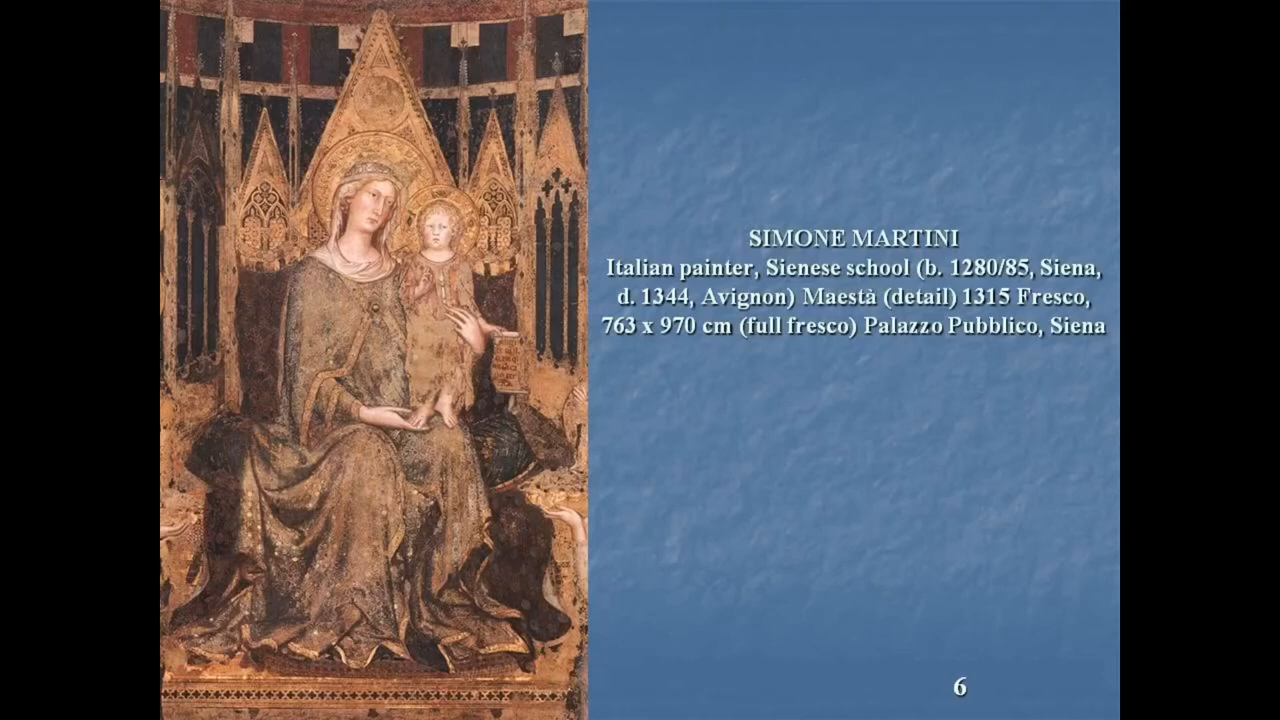 SIMONE MARTINI
Italian painter, Sienese school (b. 1280/85, Siena,
d. 1344, Avignon) Maestà (detail) 1315 Fresco,
763 x 970 cm (full fresco) Palazzo Pubblico, Siena
6